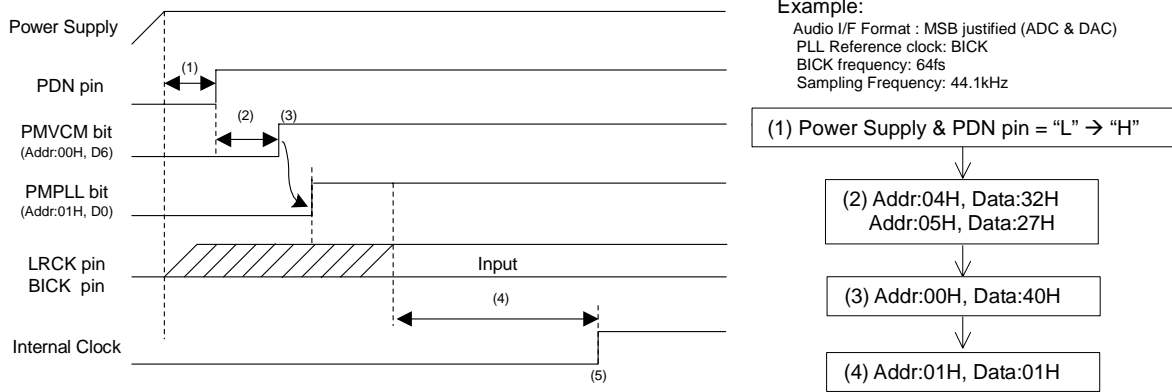 Power Supply
(1)
PDN pin
(2)
(3)
PMVCM bit
(Addr:00H, D6)
PMPLL bit
(Addr:01H, D0)
LRCK pin
BICK pin
Input
(4)
Internal Clock
(5)
Example:
Audio I/F Format : MSB justified (ADC & DAC)
PLL Reference clock: BICK
BICK frequency: 64fs
Sampling Frequency: 44.1kHz
(1) Power Supply & PDN pin = “L” → “H”
(2) Addr:04H, Data:32H
Addr:05H, Data:27H
(3) Addr:00H, Data:40H
(4) Addr:01H, Data:01H